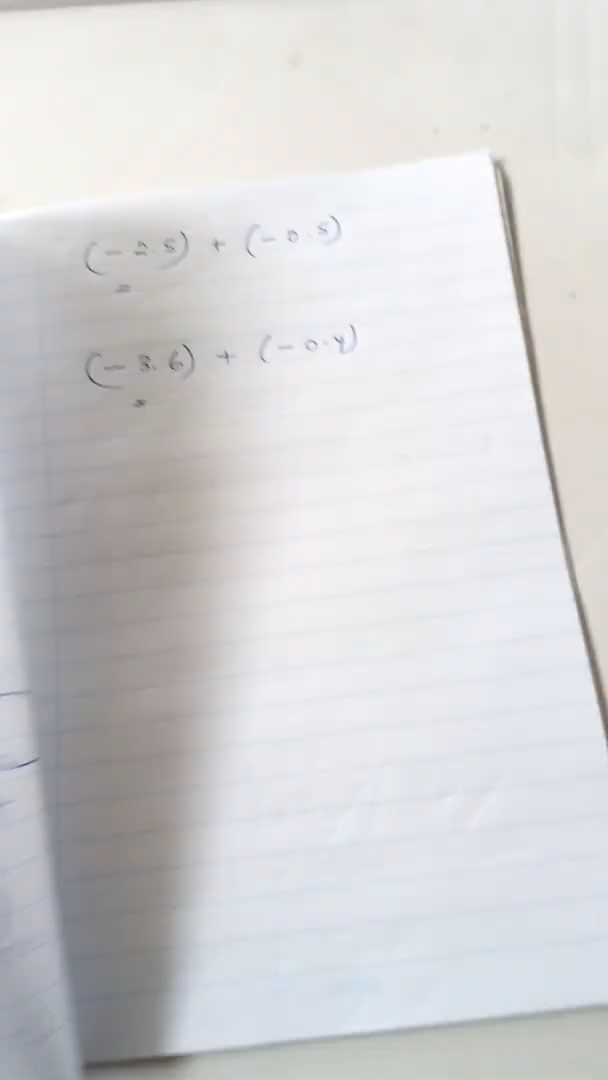 (-2.5) + (-0.5)
=
(-3.6) + (-0.4)
=